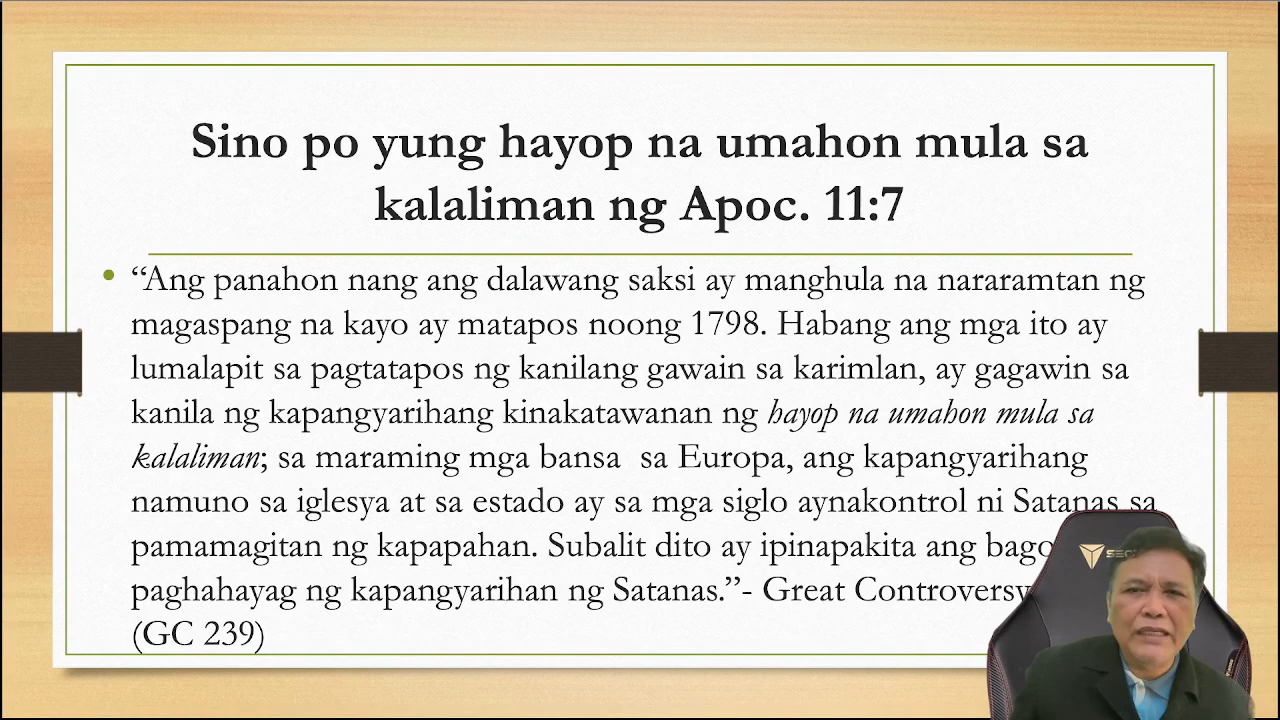 Sino po yung hayop na umahon mula sa
kalaliman ng Apoc. 11:7
• “Ang panahon nang ang dalawang saksi ay manghula na nararamtan ng
magaspang na kayo ay matapos noong 1798. Habang ang mga ito ay
lumalapit sa pagtatapos ng kanilang gawain sa karimlan, ay gagawin sa
kanila ng kapangyarihang kinakatawanan ng hayop na umahon mula sa
kalaliman; sa maraming mga bansa sa Europa, ang kapangyarihang
namuno sa iglesya at sa estado ay sa mga siglo aynakontrol ni Satanas sa
pamamagitan ng kapapahan. Subalit dito ay ipinapakita ang bago
paghahayag ng kapangyarihan ng Satanas.”- Great Controversy
(GC 239)